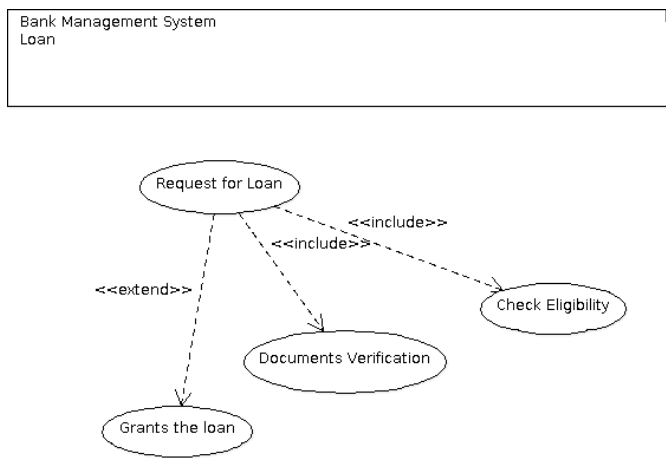 Bank Management System
Loan
Request for Loan
<<include>>
<<include>>
<<extend>>
Check Eligibility
Documents Verification
Grants the loan